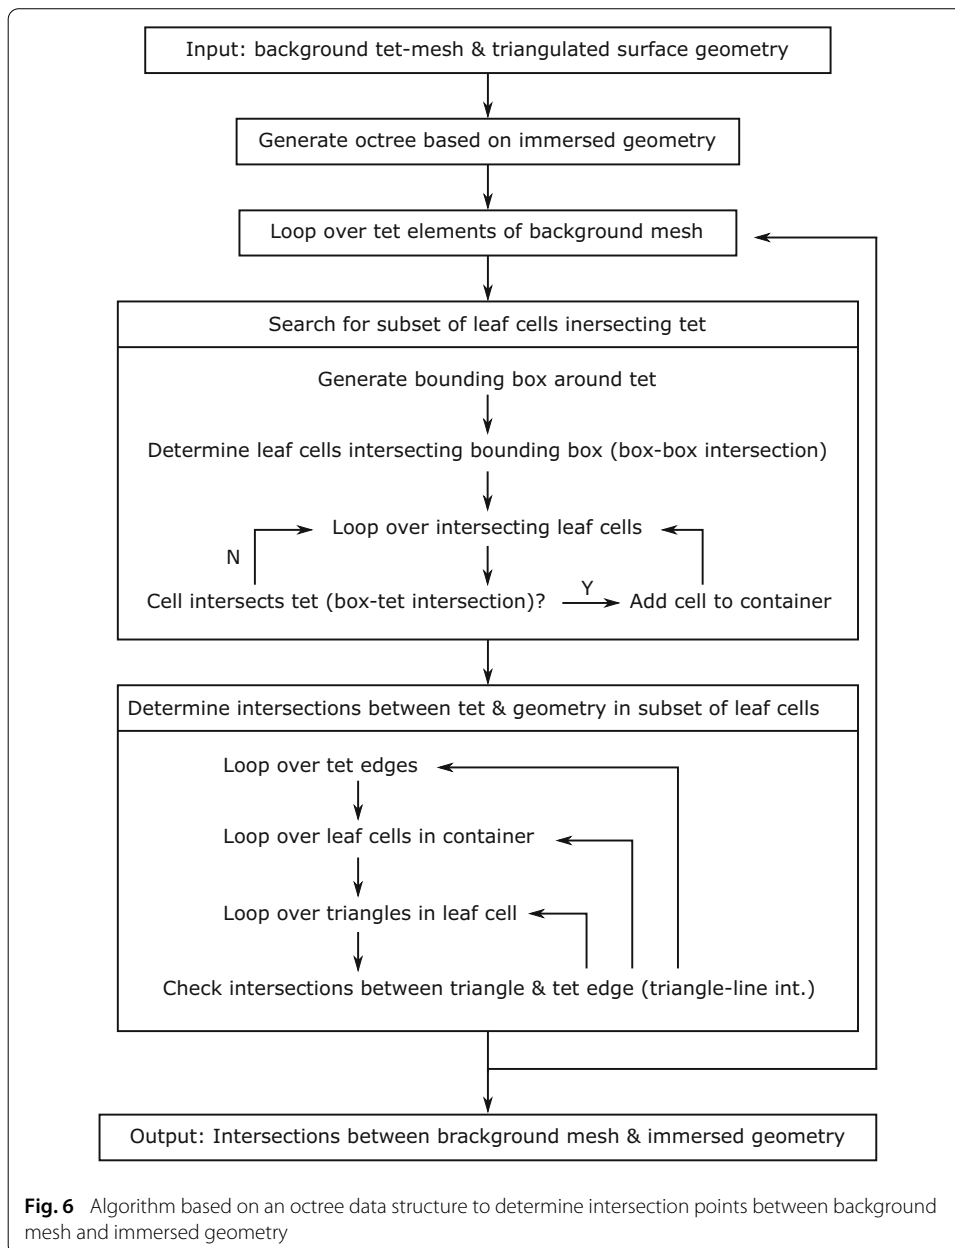 Input: background tet-mesh & triangulated surface geometry
Generate octree based on immersed geometry
Loop over tet elements of background mesh
Search for subset of leaf cells inersecting tet
Generate bounding box around tet
Determine leaf cells intersecting bounding box (box-box intersection)
Loop over intersecting leaf cells
N
Cell intersects tet (box-tet intersection)?
Y
Add cell to container
Determine intersections between tet & geometry in subset of leaf cells
Loop over tet edges
Loop over leaf cells in container
Loop over triangles in leaf cell
Check intersections between triangle & tet edge (triangle-line int.)
Output: Intersections between brackground mesh & immersed geometry
Fig. 6 Algorithm based on an octree data structure to determine intersection points between background
mesh and immersed geometry